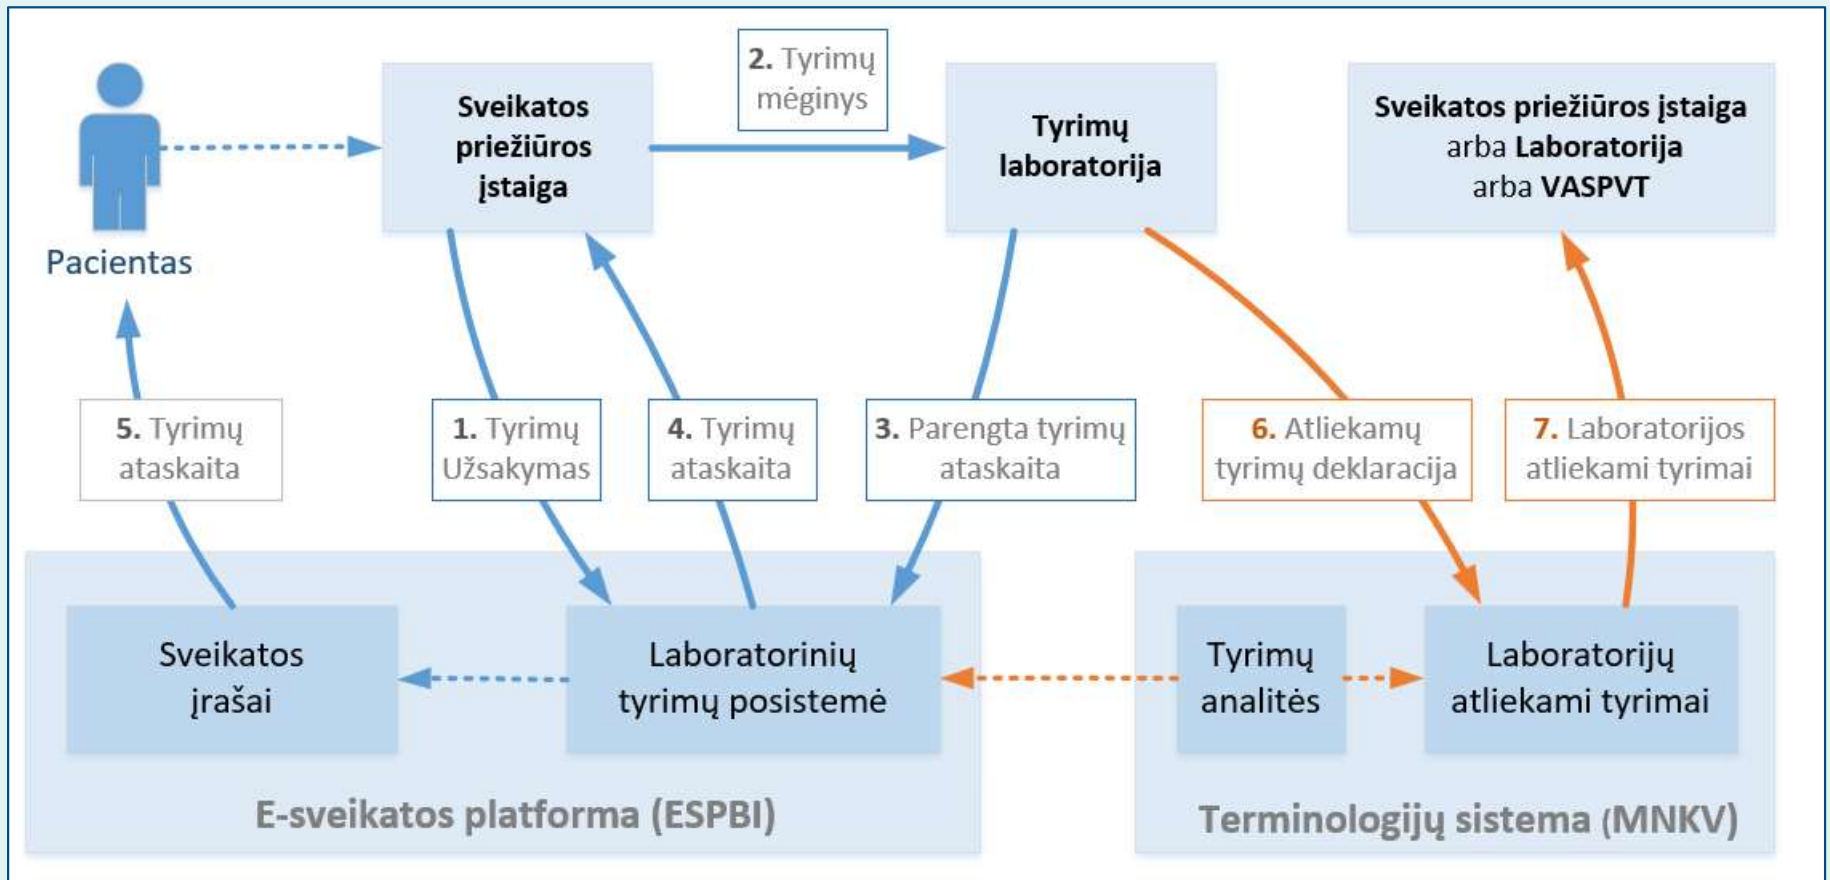 2. Tyrimų
mėginys
Sveikatos
priežiūros
įstaiga
Tyrimų
laboratorija
Sveikatos priežiūros įstaiga
arba Laboratorija
arba VASPVT
Pacientas
5. Tyrimų
ataskaita
1. Tyrimų
Užsakymas
4. Tyrimų
ataskaita
3. Parengta tyrimų
ataskaita
6. Atliekamų
tyrimų deklaracija
7. Laboratorijos
atliekami tyrimai
Sveikatos
įrašai
Laboratorinių
tyrimų posistemė
Tyrimų
analitės
Laboratorijų
atliekami tyrimai
E-sveikatos platforma (ESPBI)
Terminologijų sistema (MNKV)